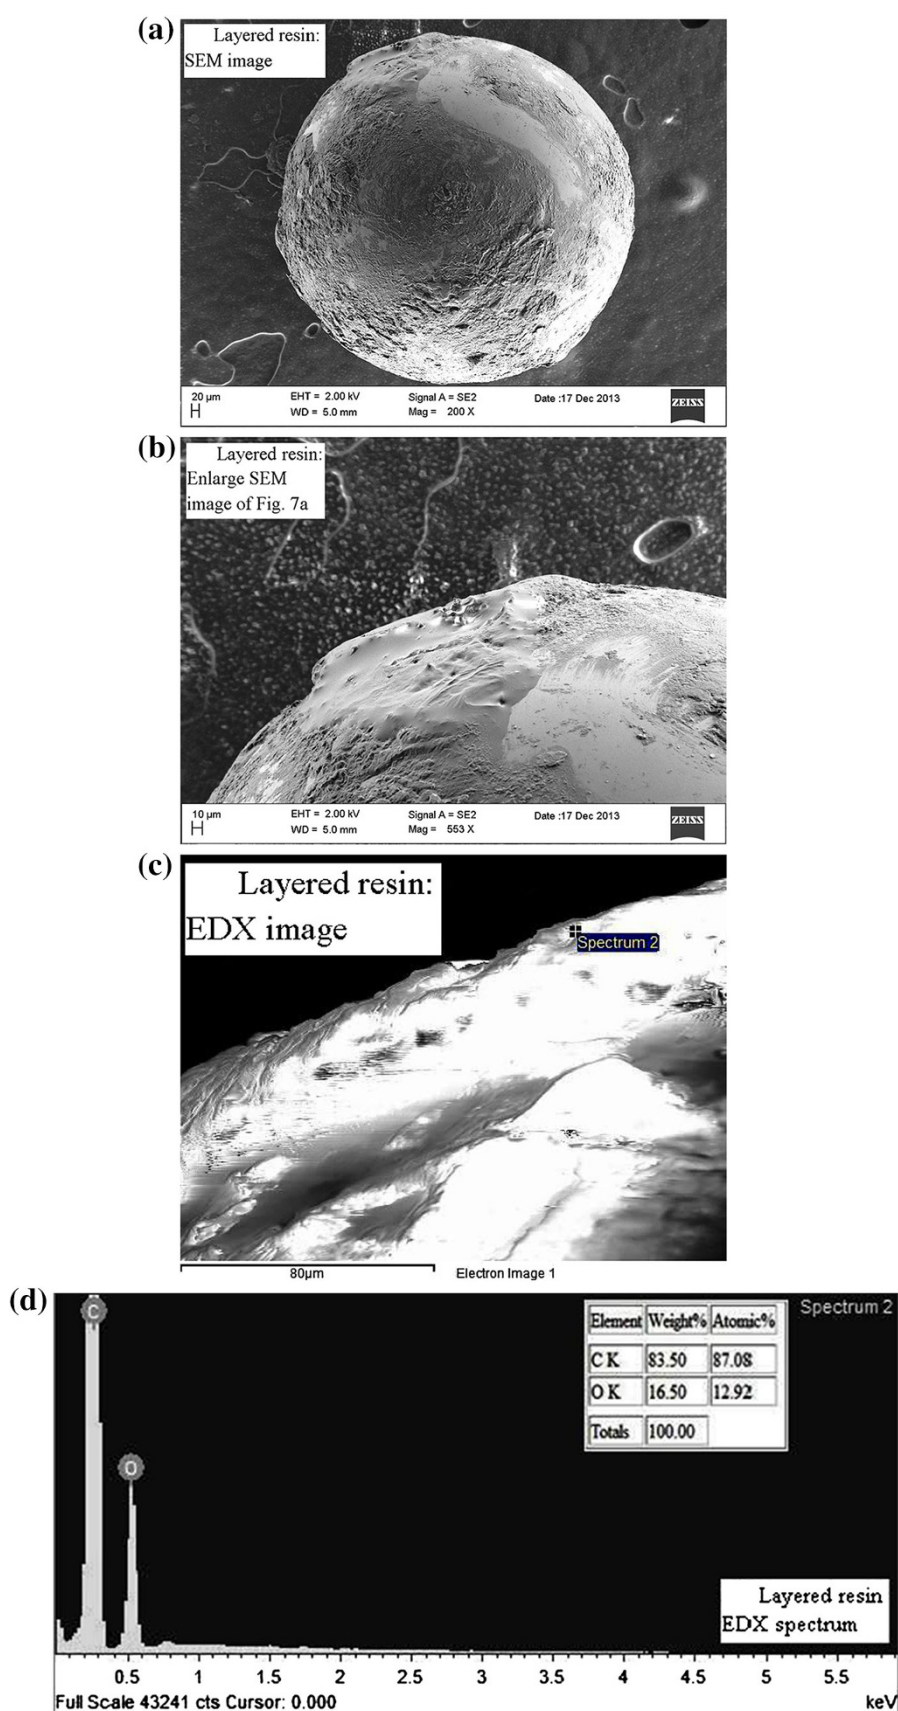 (a)
Layered resin:
SEM image
20 µm
EHT = 2.00 kV
Signal A = SE2
Date :17 Dec 2013
ZEISS
WD = 5.0 mm
Mag = 200 X
(b)
Layered resin:
Enlarge SEM
image of Fig. 7a
10 µm
EHT = 2.00 kV
Signal A = SE2
Date :17 Dec 2013
ZEISS
WD = 5.0 mm
Mag = 553 X
(c)
Layered resin:
EDX image
Spectrum 2
80µm
Electron Image 1
(d)
C
O
Spectrum 2
Element Weight% Atomic%
C K 83.50 87.08
O K 16.50 12.92
Totals 100.00
Layered resin
EDX spectrum
0.5 1 1.5 2 2.5 3 3.5 4 4.5 5 5.5
Full Scale 43241 cts Cursor: 0.000
keV